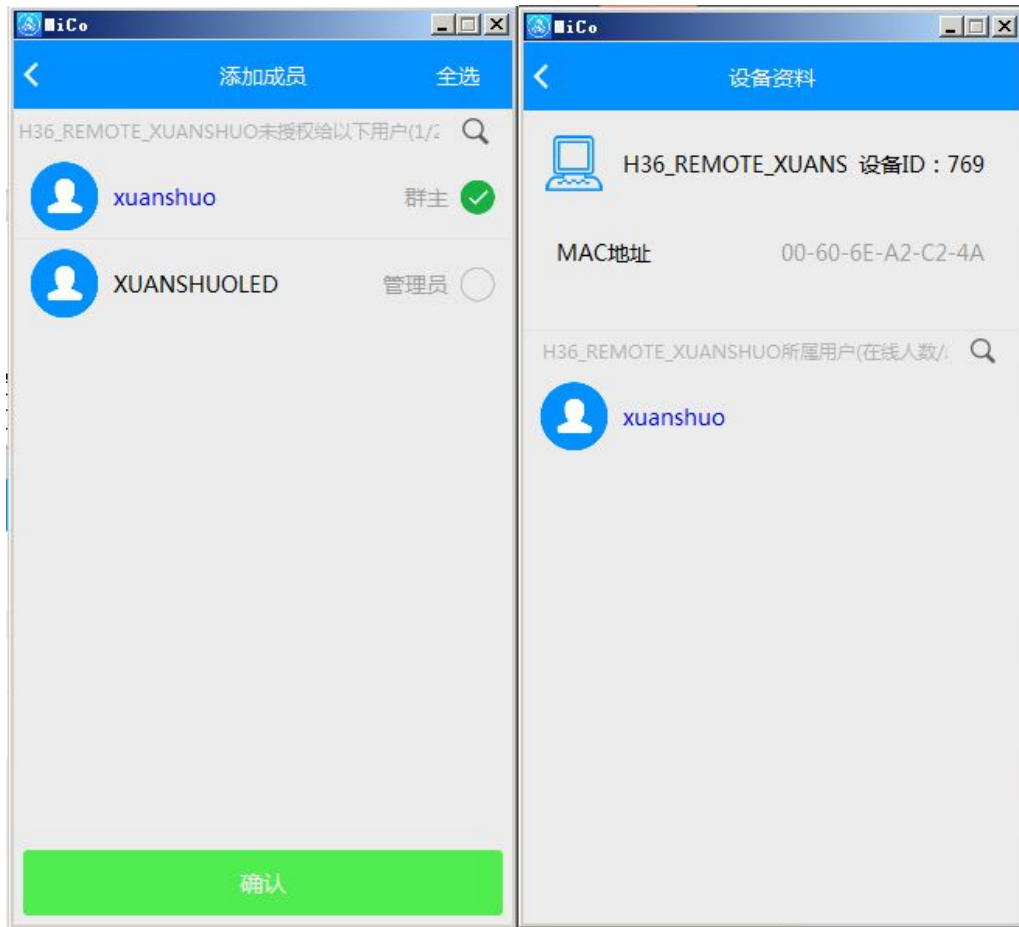 MiCo
添加成员 全选
H36_REMOTE_XUANSHUO未授权给以下用户(1/2
xuanshuo 群主
XUANSHUOLED 管理员
确认
MiCo
设备资料
H36_REMOTE_XUANS 设备ID：769
MAC地址 00-60-6E-A2-C2-4A
H36_REMOTE_XUANSHUO所属用户(在线人数/
xuanshuo